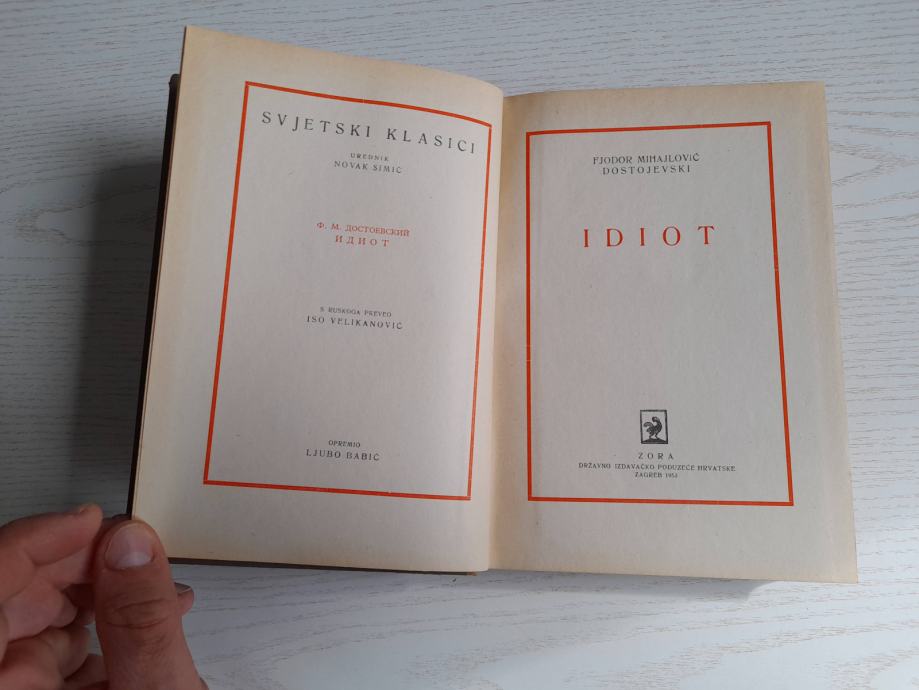 SVJETSKI KLASICI
UREDNIK
NOVAK SIMIĆ
Ф. М. ДОСТОЕВСКИЙ
ИДИОТ
S RUSKOGA PREVEO
ISO VELIKANOVIĆ
OPREMIO
LJUBO BABIĆ
FJODOR MIHAJLOVIĆ
DOSTOJEVSKI
IDIOT
ZORA
DRŽAVNO IZDAVAČKO PODUZEĆE HRVATSKE
ZAGREB